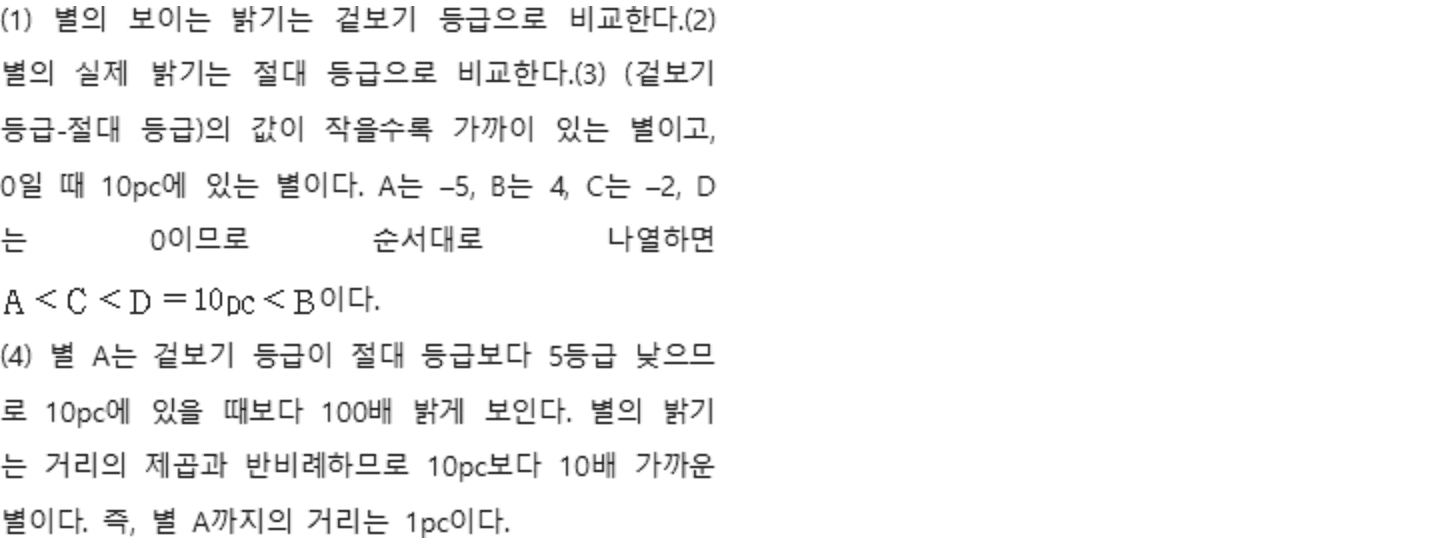 (1) 별의 보이는 밝기는 겉보기 등급으로 비교한다.(2)
별의 실제 밝기는 절대 등급으로 비교한다.(3) (겉보기
등급-절대 등급)의 값이 작을수록 가까이 있는 별이고,
0일 때 10pc에 있는 별이다. A는 –5, B는 4, C는 –2, D
는 0이므로 순서대로 나열하면
A < C < D = 10pc < B이다.
(4) 별 A는 겉보기 등급이 절대 등급보다 5등급 낮으므
로 10pc에 있을 때보다 100배 밝게 보인다. 별의 밝기
는 거리의 제곱과 반비례하므로 10pc보다 10배 가까운
별이다. 즉, 별 A까지의 거리는 1pc이다.